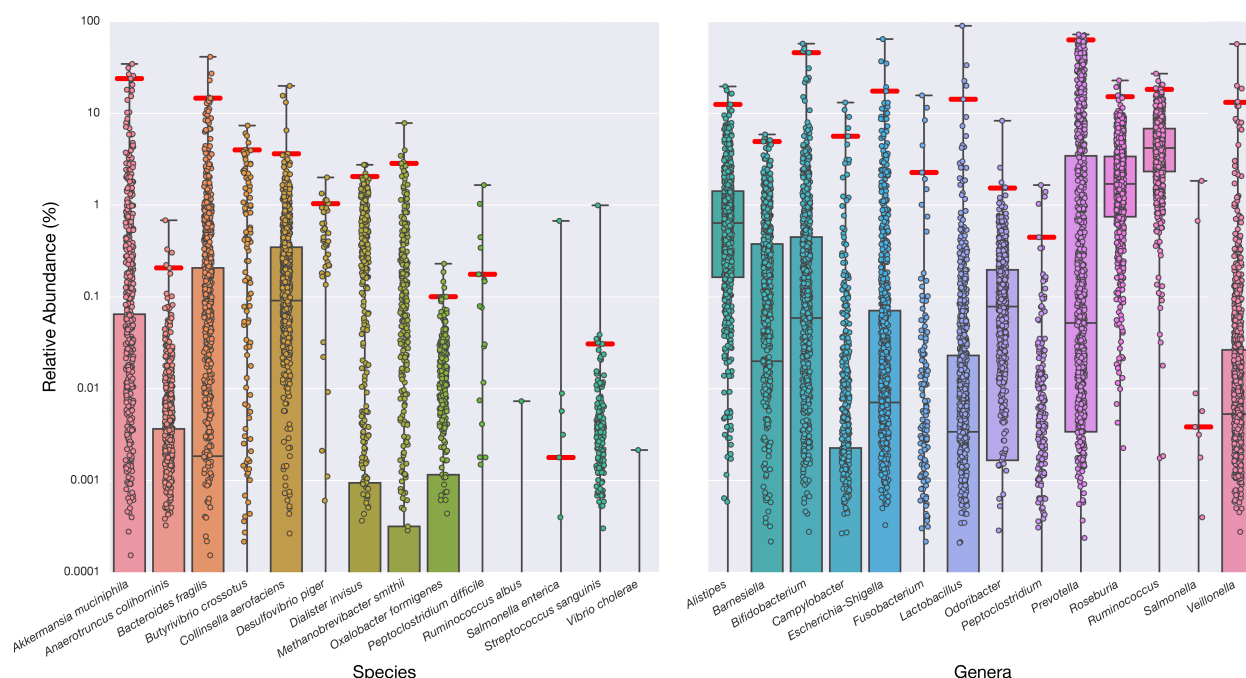 100
10
1
0.1
0.01
0.001
0.0001
Relative Abundance (%)
Akkermansia muciniphila
Anaerotruncus colihominis
Bacteroides fragilis
Butyrivibrio crossotus
Collinsella aerofaciens
Desulfovibrio piger
Dialister invisus
Methanobrevibacter smithii
Oxalobacter formigenes
Peptoclostridium difficile
Ruminococcus albus
Salmonella enterica
Streptococcus sanguinis
Vibrio cholerae
Species
Alistipes
Barnesiella
Bifidobacterium
Campylobacter
Escherichia-Shigella
Fusobacterium
Lactobacillus
Odoribacter
Peptoclostridium
Prevotella
Roseburia
Ruminococcus
Salmonella
Veillonella
Genera